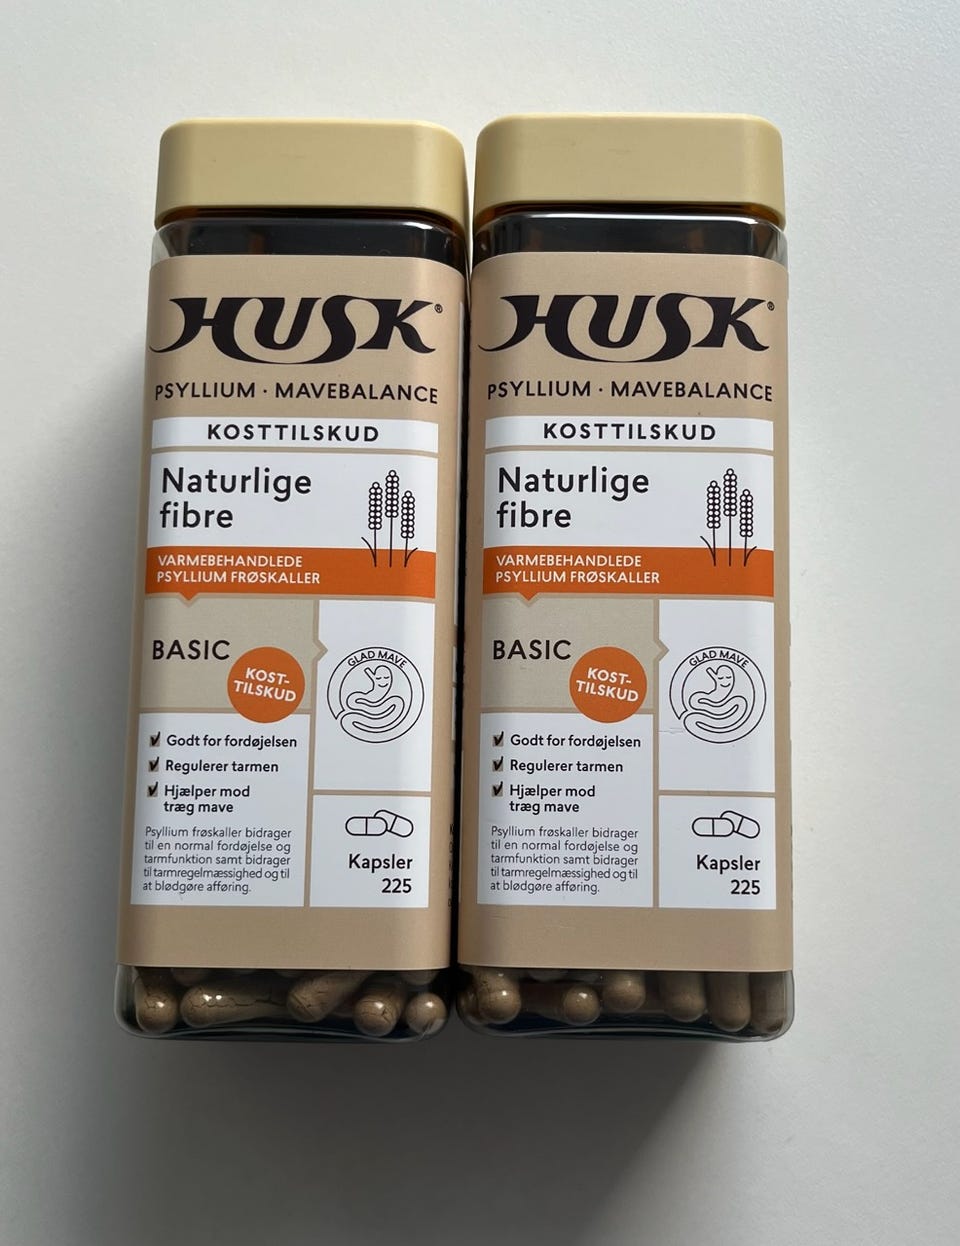 HUSK®
PSYLLIUM · MAVEBALANCE
KOSTTILSKUD
Naturlige
fibre
VARMEBEHANDLEDE
PSYLLIUM FRØSKALLER
BASIC
KOST-
TILSKUD
GLAD MAVE
Godt for fordøjelsen
Regulerer tarmen
Hjælper mod
træg mave
Psyllium frøskaller bidrager
til en normal fordøjelse og
tarmfunktion samt bidrager
til tarmregelmæssighed og til
at blødgøre afføring.
Kapsler
225
HUSK®
PSYLLIUM · MAVEBALANCE
KOSTTILSKUD
Naturlige
fibre
VARMEBEHANDLEDE
PSYLLIUM FRØSKALLER
BASIC
KOST-
TILSKUD
GLAD MAVE
Godt for fordøjelsen
Regulerer tarmen
Hjælper mod
træg mave
Psyllium frøskaller bidrager
til en normal fordøjelse og
tarmfunktion samt bidrager
til tarmregelmæssighed og til
at blødgøre afføring.
Kapsler
225